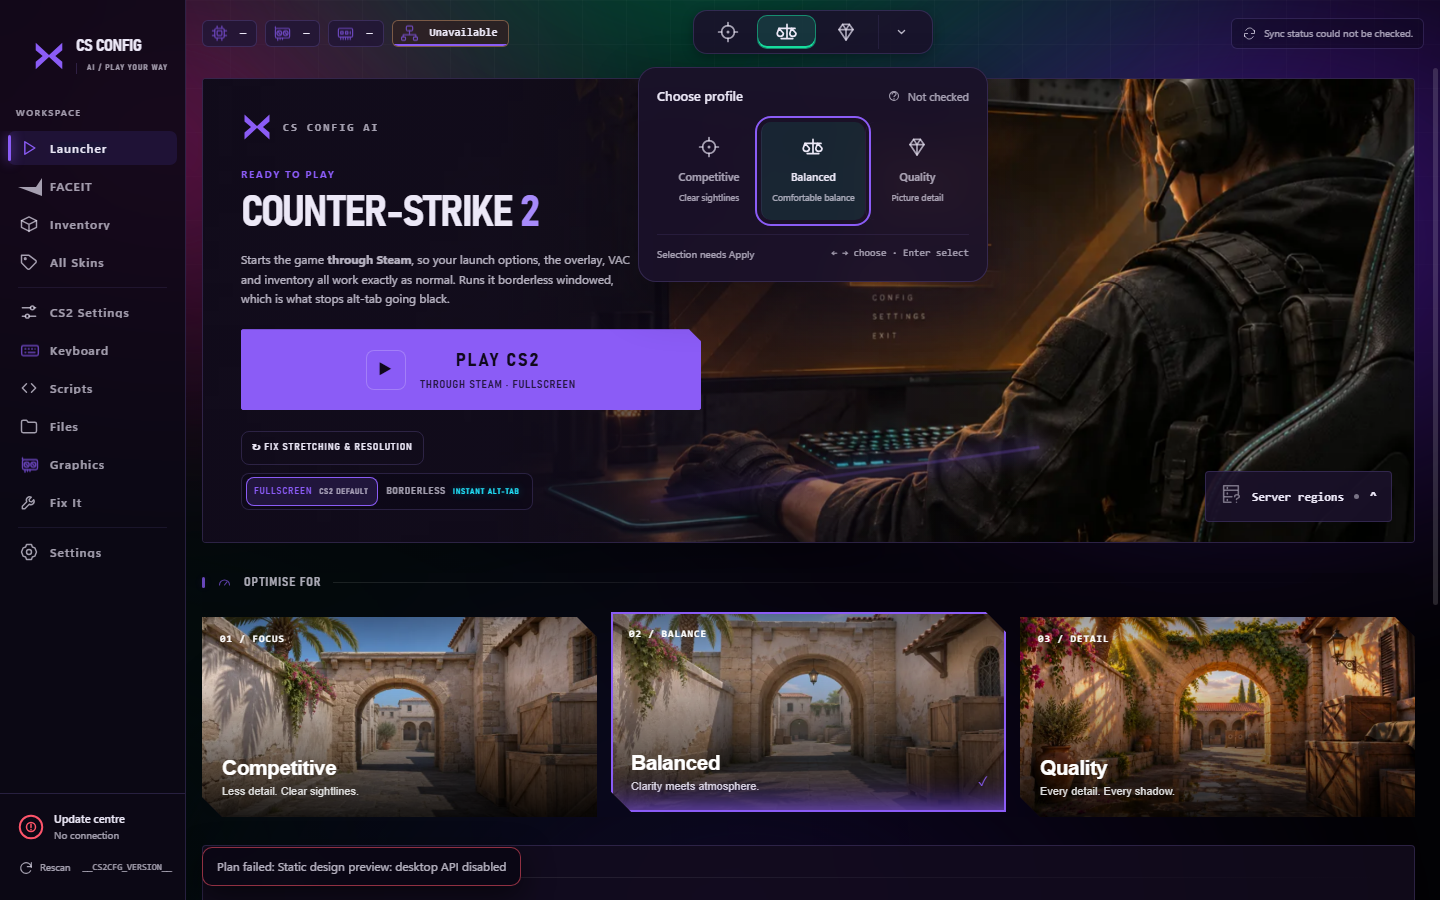 CS CONFIG
AI / PLAY YOUR WAY
WORKSPACE
Launcher
FACEIT
Inventory
All Skins
CS2 Settings
Keyboard
Scripts
Files
Graphics
Fix It
Settings
Update centre
No connection
Rescan __CS2CFG_VERSION__
– – – Unavailable
Sync status could not be checked.
Choose profile Not checked
Competitive Balanced Quality
Clear sightlines Comfortable balance Picture detail
Selection needs Apply ← → choose · Enter select
CS CONFIG AI
READY TO PLAY
COUNTER-STRIKE 2
Starts the game through Steam, so your launch options, the overlay, VAC
and inventory all work exactly as normal. Runs it borderless windowed,
which is what stops alt-tab going black.
CONFIG
SETTINGS
EXIT
PLAY CS2
THROUGH STEAM · FULLSCREEN
↻ FIX STRETCHING & RESOLUTION
FULLSCREEN CS2 DEFAULT BORDERLESS INSTANT ALT-TAB
Server regions
OPTIMISE FOR
01 / FOCUS
Competitive
Less detail. Clear sightlines.
02 / BALANCE
Balanced
Clarity meets atmosphere.
03 / DETAIL
Quality
Every detail. Every shadow.
Plan failed: Static design preview: desktop API disabled